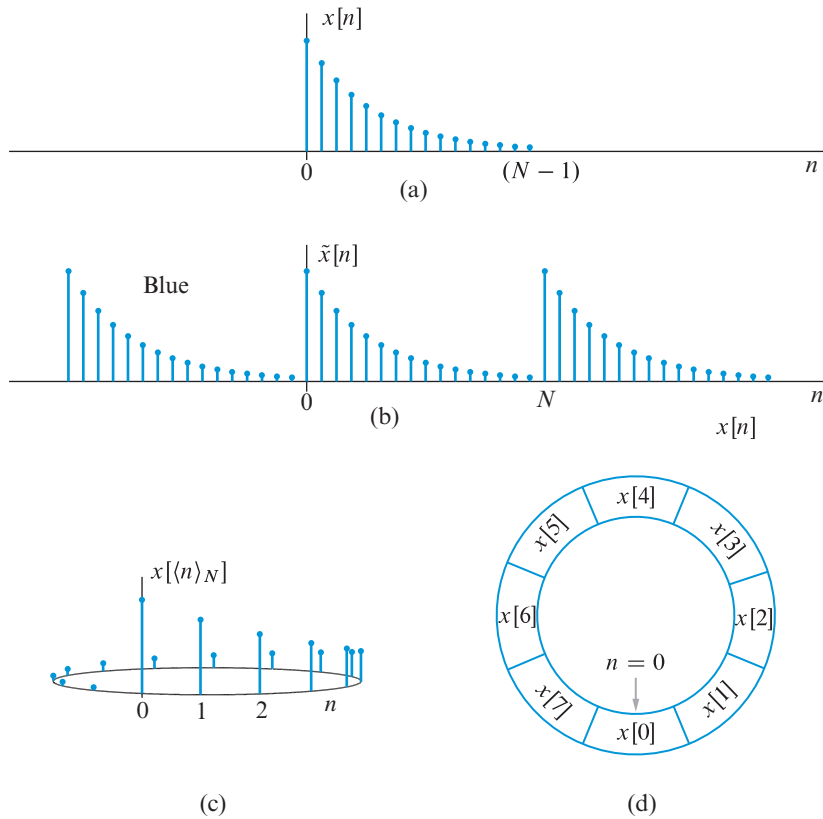 x[n]
0 (N − 1) n
(a)
x̃[n]
Blue
0 N n
(b)
x[n]
x[⟨n⟩_N]
0 1 2 n
(c)
x[4]
x[5] x[3]
x[6] x[2]
n = 0
x[7] x[1]
x[0]
(d)